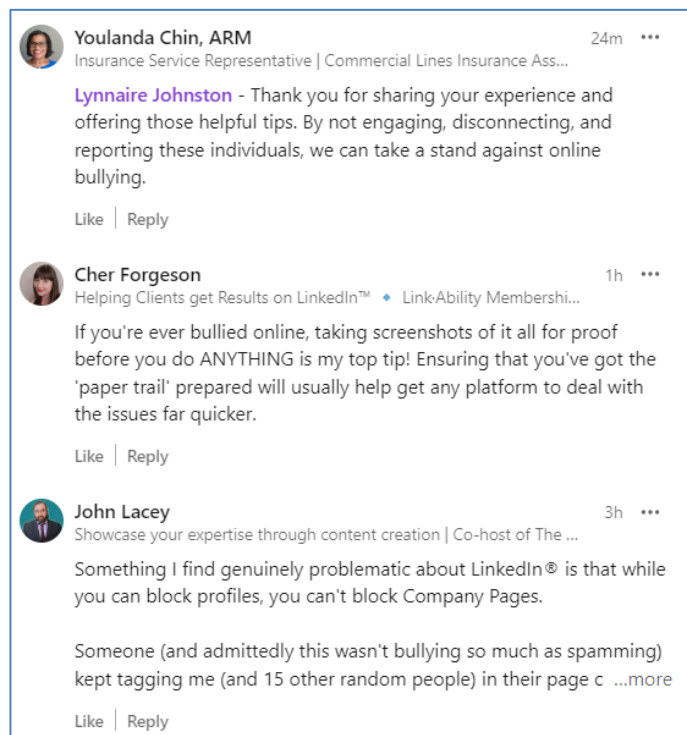 Youlanda Chin, ARM 24m
Insurance Service Representative | Commercial Lines Insurance Ass...
Lynnaire Johnston - Thank you for sharing your experience and
offering those helpful tips. By not engaging, disconnecting, and
reporting these individuals, we can take a stand against online
bullying.
Like | Reply
Cher Forgeson 1h
Helping Clients get Results on LinkedIn™ 🔹 Link∙Ability Membershi...
If you're ever bullied online, taking screenshots of it all for proof
before you do ANYTHING is my top tip! Ensuring that you've got the
'paper trail' prepared will usually help get any platform to deal with
the issues far quicker.
Like | Reply
John Lacey 3h
Showcase your expertise through content creation | Co-host of The ...
Something I find genuinely problematic about LinkedIn® is that while
you can block profiles, you can't block Company Pages.
Someone (and admittedly this wasn't bullying so much as spamming)
kept tagging me (and 15 other random people) in their page c ...more
Like | Reply